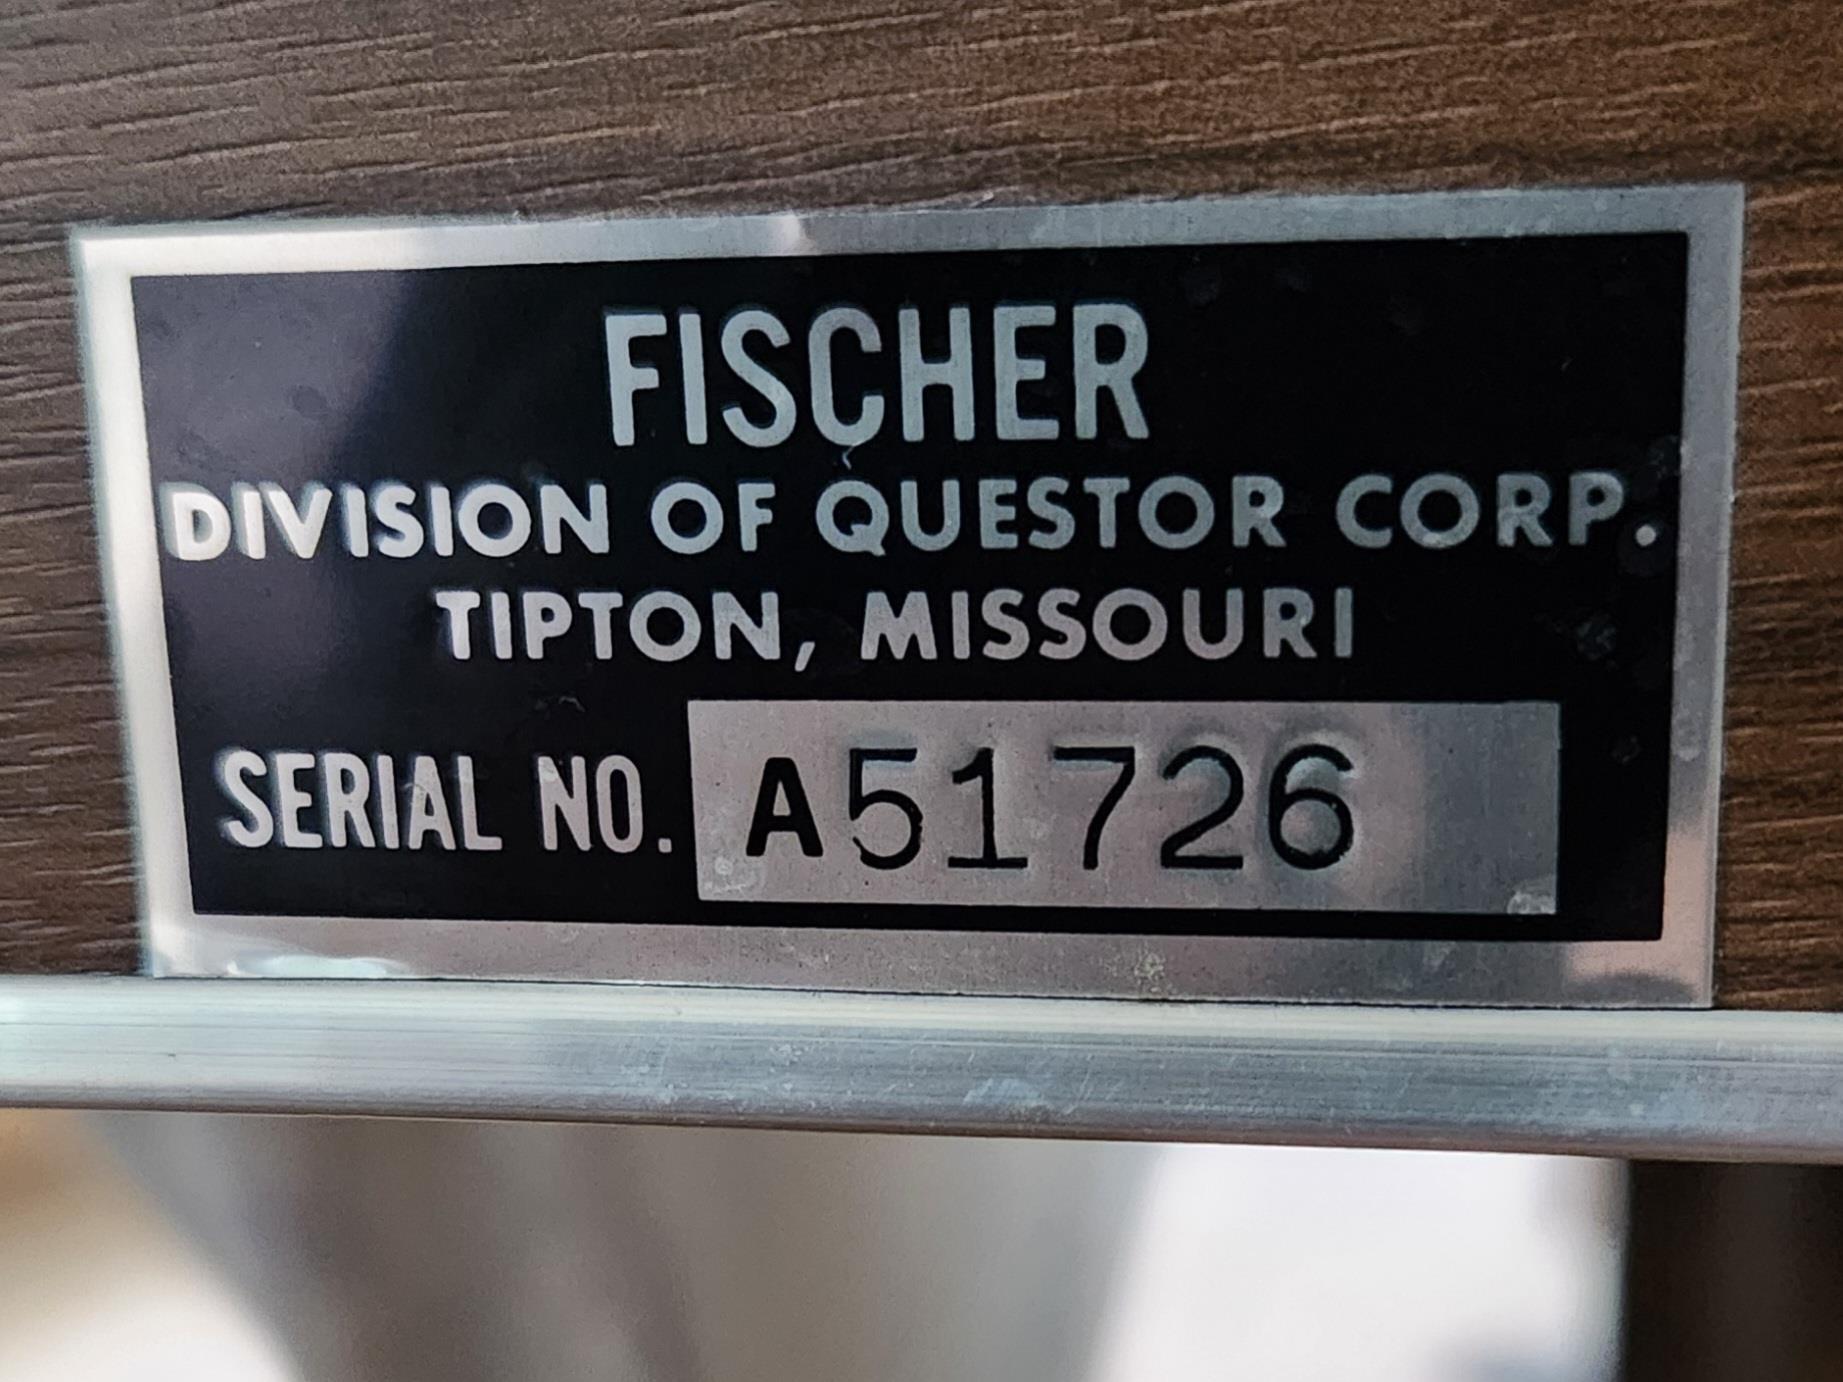 FISCHER
DIVISION OF QUESTOR CORP.
TIPTON, MISSOURI
SERIAL NO. A51726